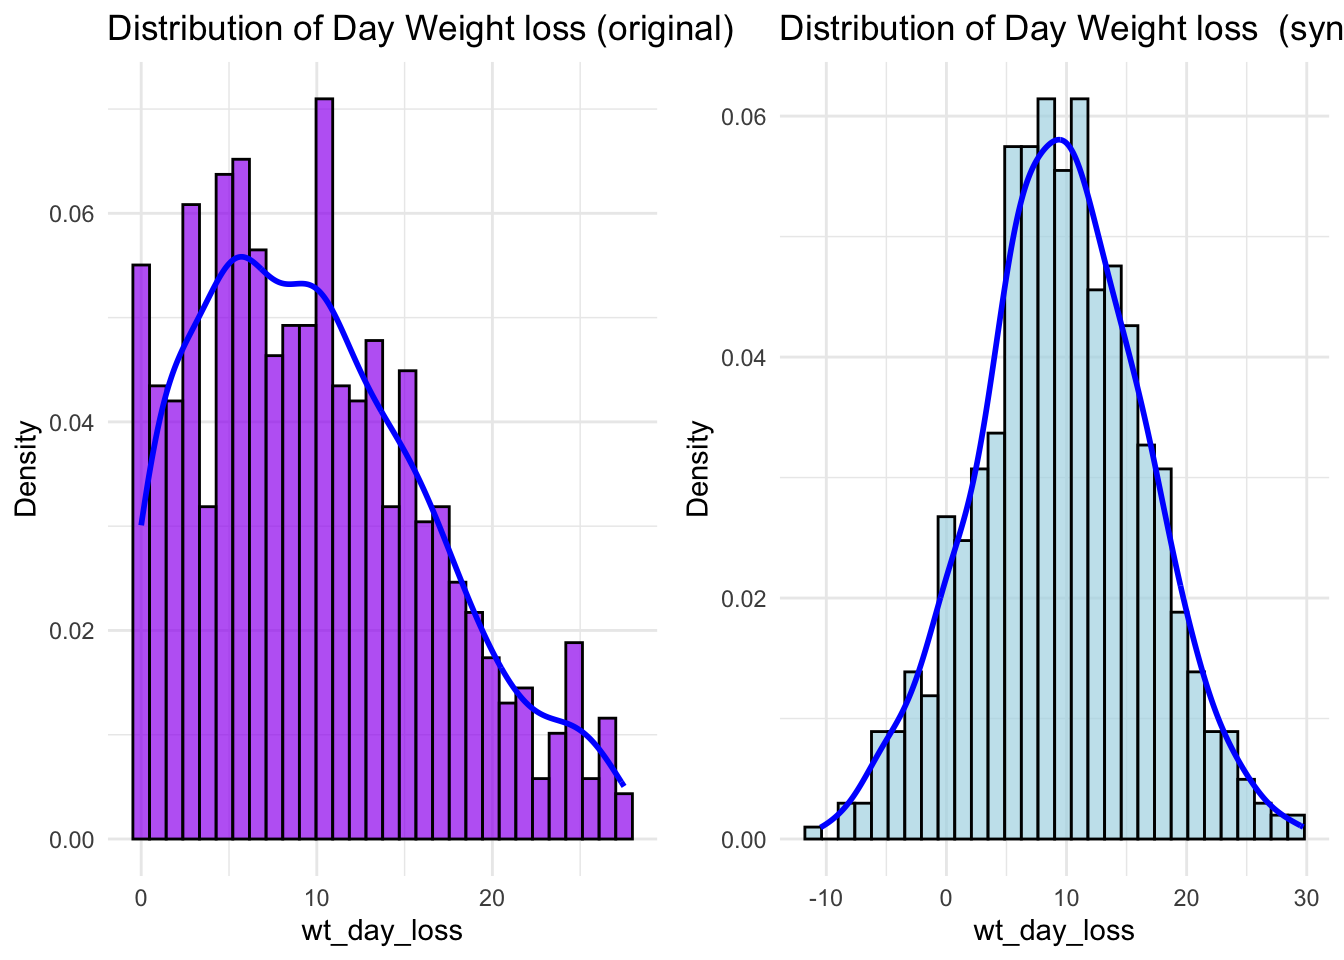 Distribution of Day Weight loss (original)
Density
0.06
0.04
0.02
0.00
0
10
20
wt_day_loss
Distribution of Day Weight loss  (syn
Density
0.06
0.04
0.02
0.00
-10
0
10
20
30
wt_day_loss